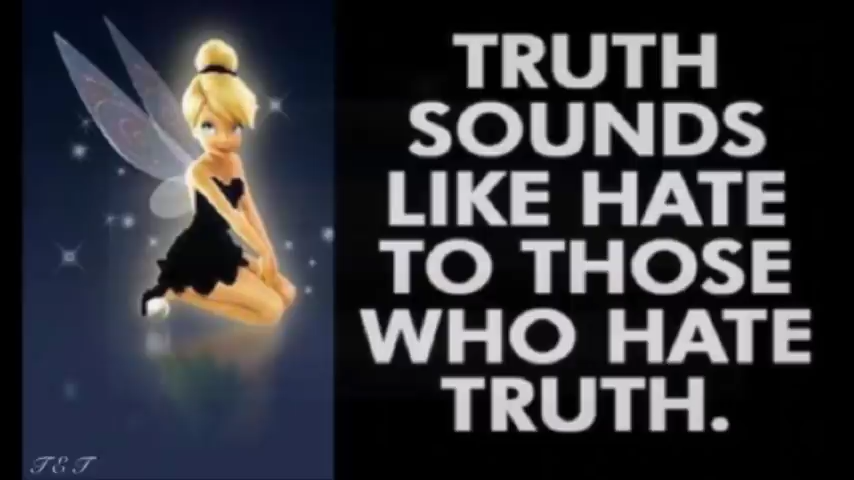 TRUTH
SOUNDS
LIKE HATE
TO THOSE
WHO HATE
TRUTH.
T&T